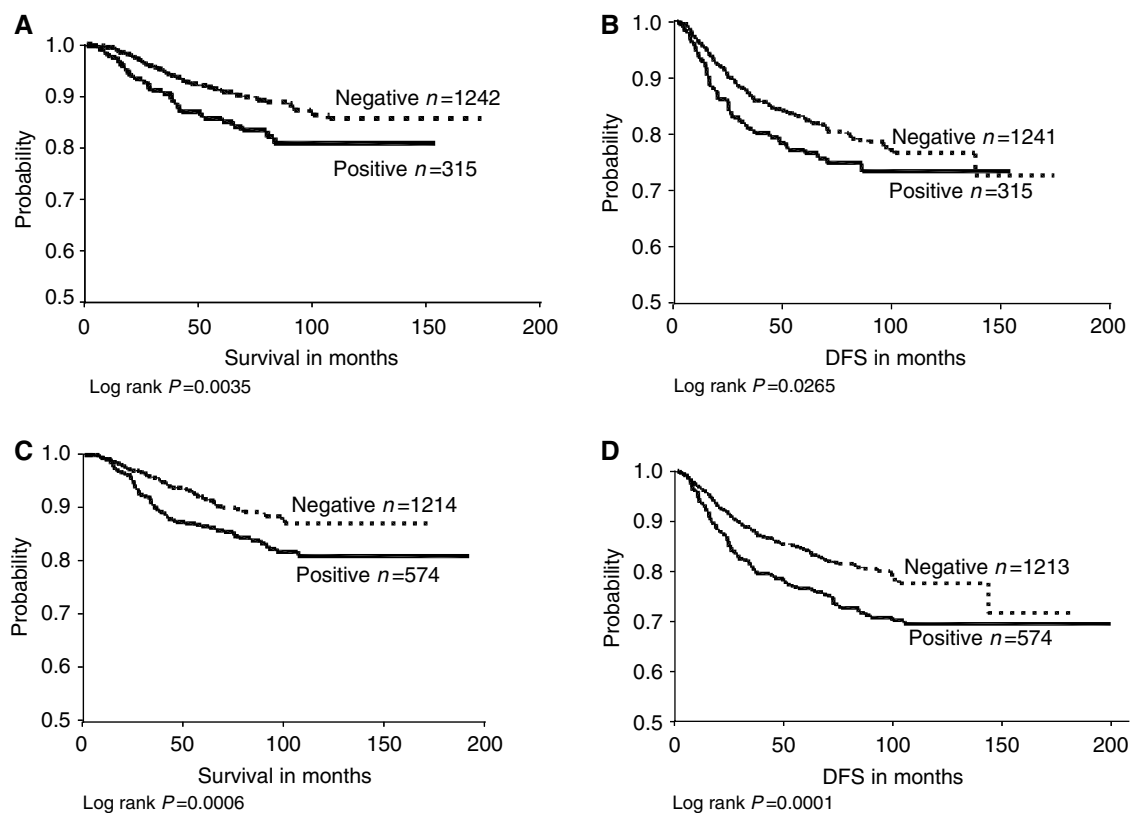 A
1.0
0.9
0.8
0.7
0.6
0.5
Probability
Negative n=1242
Positive n=315
0 50 100 150 200
Survival in months
Log rank P=0.0035
B
1.0
0.9
0.8
0.7
0.6
0.5
Probability
Negative n=1241
Positive n=315
0 50 100 150 200
DFS in months
Log rank P=0.0265
C
1.0
0.9
0.8
0.7
0.6
0.5
Probability
Negative n=1214
Positive n=574
0 50 100 150 200
Survival in months
Log rank P=0.0006
D
1.0
0.9
0.8
0.7
0.6
0.5
Probability
Negative n=1213
Positive n=574
0 50 100 150 200
DFS in months
Log rank P=0.0001